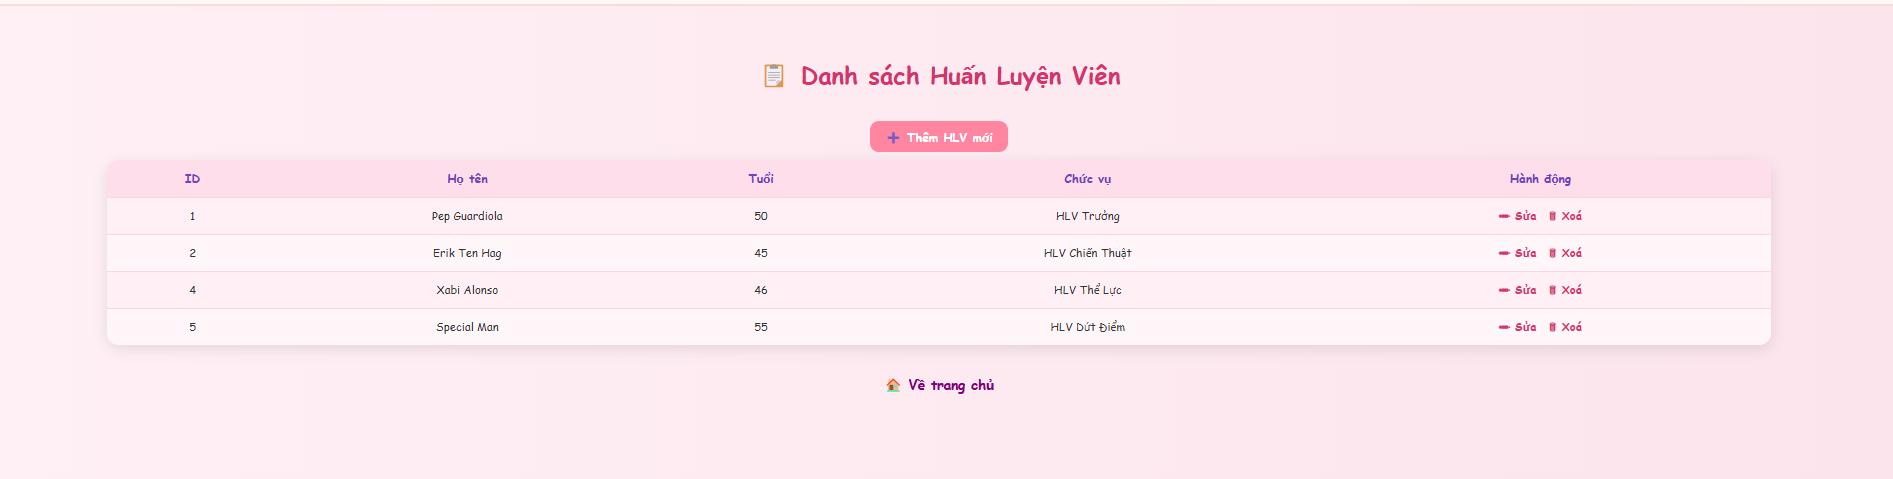 📋 Danh sách Huấn Luyện Viên
➕ Thêm HLV mới
ID Họ tên Tuổi Chức vụ Hành động
1 Pep Guardiola 50 HLV Trưởng Sửa Xoá
2 Erik Ten Hag 45 HLV Chiến Thuật Sửa Xoá
4 Xabi Alonso 46 HLV Thể Lực Sửa Xoá
5 Special Man 55 HLV Dứt Điểm Sửa Xoá
🏠 Về trang chủ